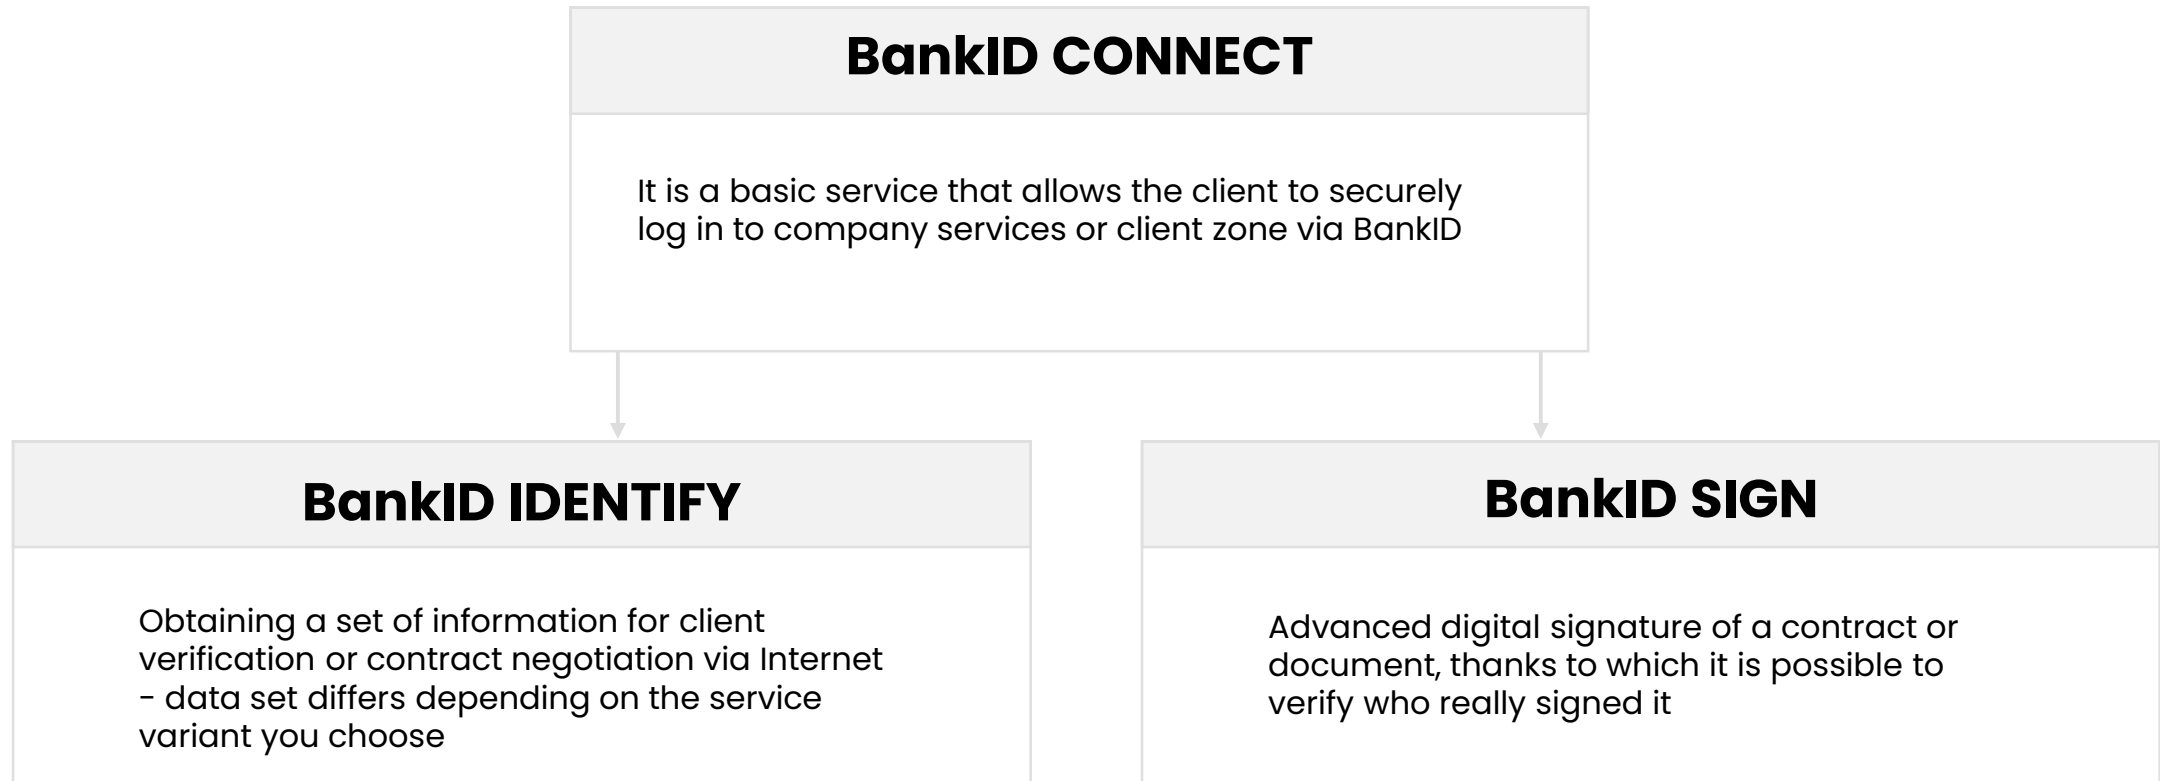 BankID CONNECT
It is a basic service that allows the client to securely
log in to company services or client zone via BankID
BankID IDENTIFY
Obtaining a set of information for client
verification or contract negotiation via Internet
- data set differs depending on the service
variant you choose
BankID SIGN
Advanced digital signature of a contract or
document, thanks to which it is possible to
verify who really signed it